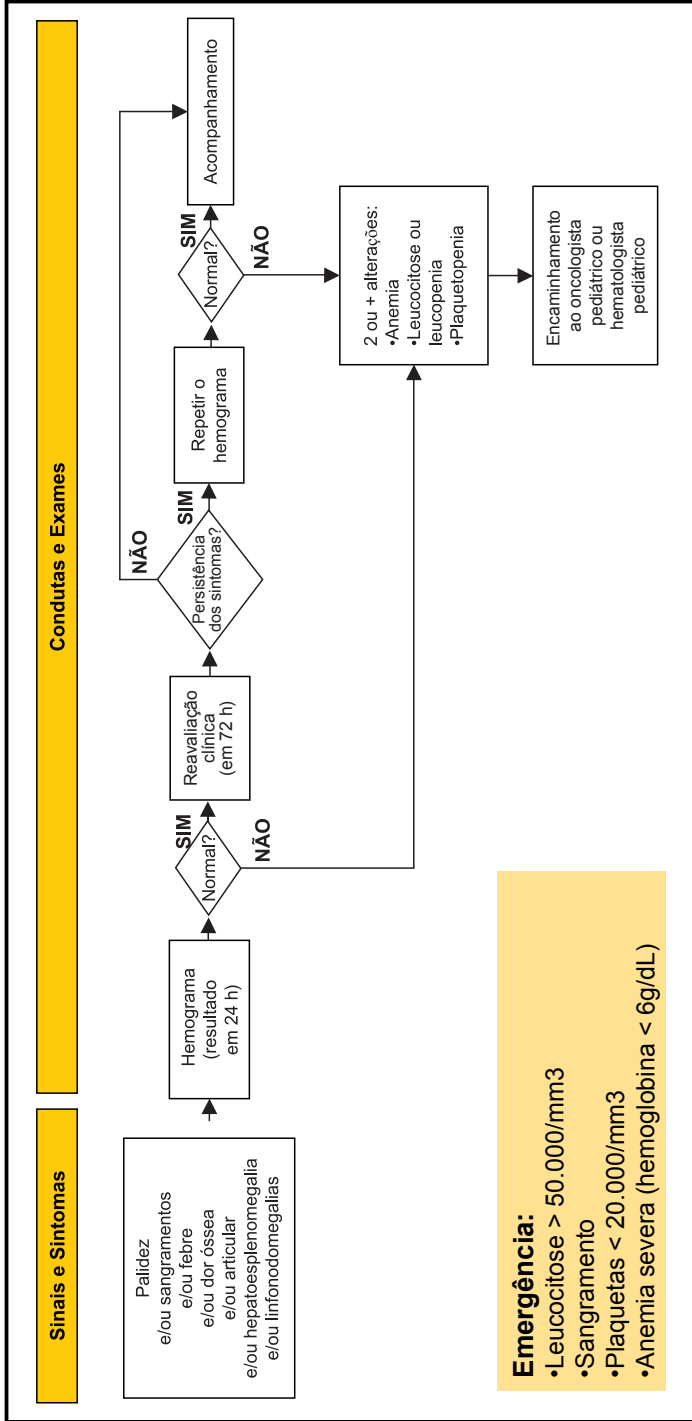 Sinais e Sintomas
Condutas e Exames
Palidez
e/ou sangramentos
e/ou febre
e/ou dor óssea
e/ou articular
e/ou hepatoesplenomegalia
e/ou linfonodomegalias
Hemograma
(resultado
em 24 h)
Normal?
SIM
NÃO
Reavaliação
clínica
(em 72 h)
Persistência
dos sintomas?
NÃO
SIM
Repetir o
hemograma
Normal?
SIM
NÃO
Acompanhamento
2 ou + alterações:
•Anemia
•Leucocitose ou
leucopenia
•Plaquetopenia
Encaminhamento
ao oncologista
pediátrico ou
hematologista
pediátrico
Emergência:
•Leucocitose > 50.000/mm3
•Sangramento
•Plaquetas < 20.000/mm3
•Anemia severa (hemoglobina < 6g/dL)